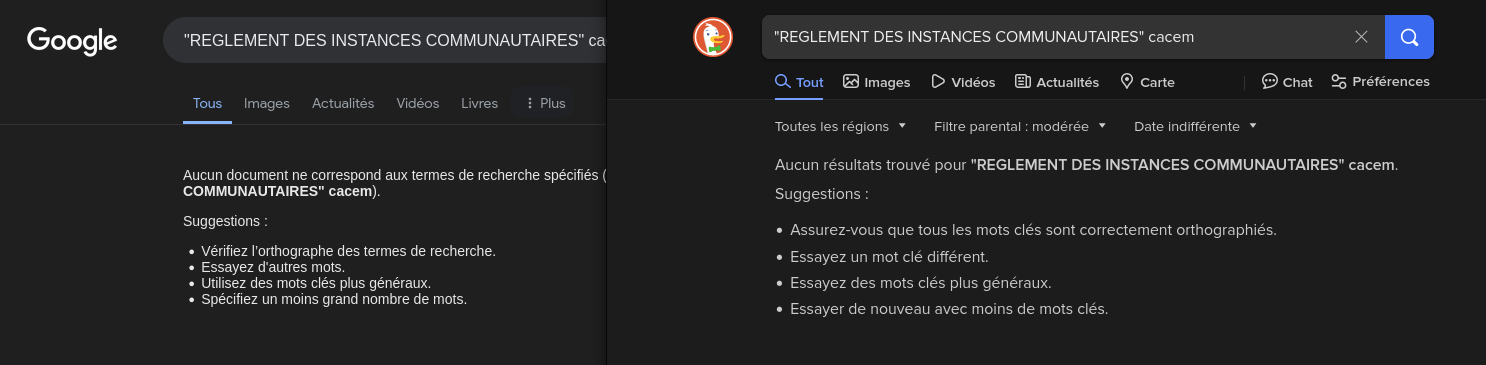 Google
"REGLEMENT DES INSTANCES COMMUNAUTAIRES" ca
Tous Images Actualités Vidéos Livres Plus
Aucun document ne correspond aux termes de recherche spécifiés (
COMMUNAUTAIRES" cacem).
Suggestions :
• Vérifiez l'orthographe des termes de recherche.
• Essayez d'autres mots.
• Utilisez des mots clés plus généraux.
• Spécifiez un moins grand nombre de mots.
"REGLEMENT DES INSTANCES COMMUNAUTAIRES" cacem
Tout Images Vidéos Actualités Carte Chat Préférences
Toutes les régions Filtre parental : modérée Date indifférente
Aucun résultats trouvé pour "REGLEMENT DES INSTANCES COMMUNAUTAIRES" cacem.
Suggestions :
• Assurez-vous que tous les mots clés sont correctement orthographiés.
• Essayez un mot clé différent.
• Essayez des mots clés plus généraux.
• Essayer de nouveau avec moins de mots clés.